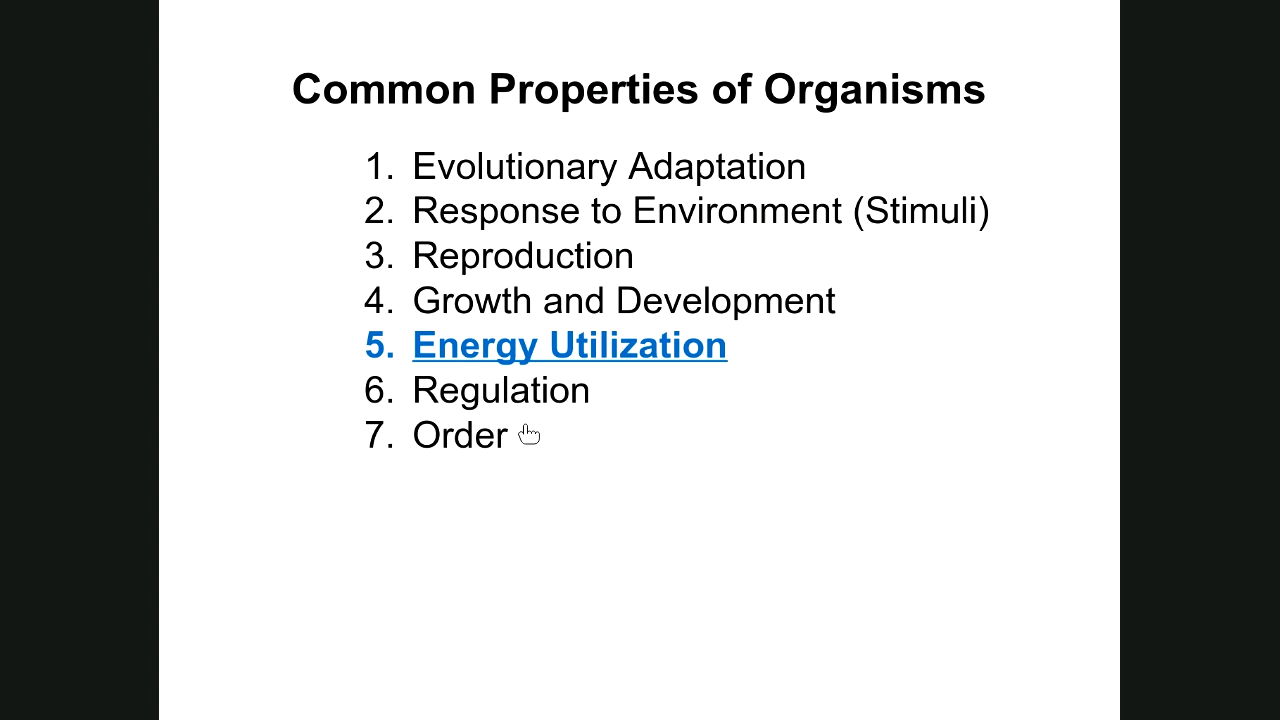 Common Properties of Organisms
1. Evolutionary Adaptation
2. Response to Environment (Stimuli)
3. Reproduction
4. Growth and Development
5. Energy Utilization
6. Regulation
7. Order